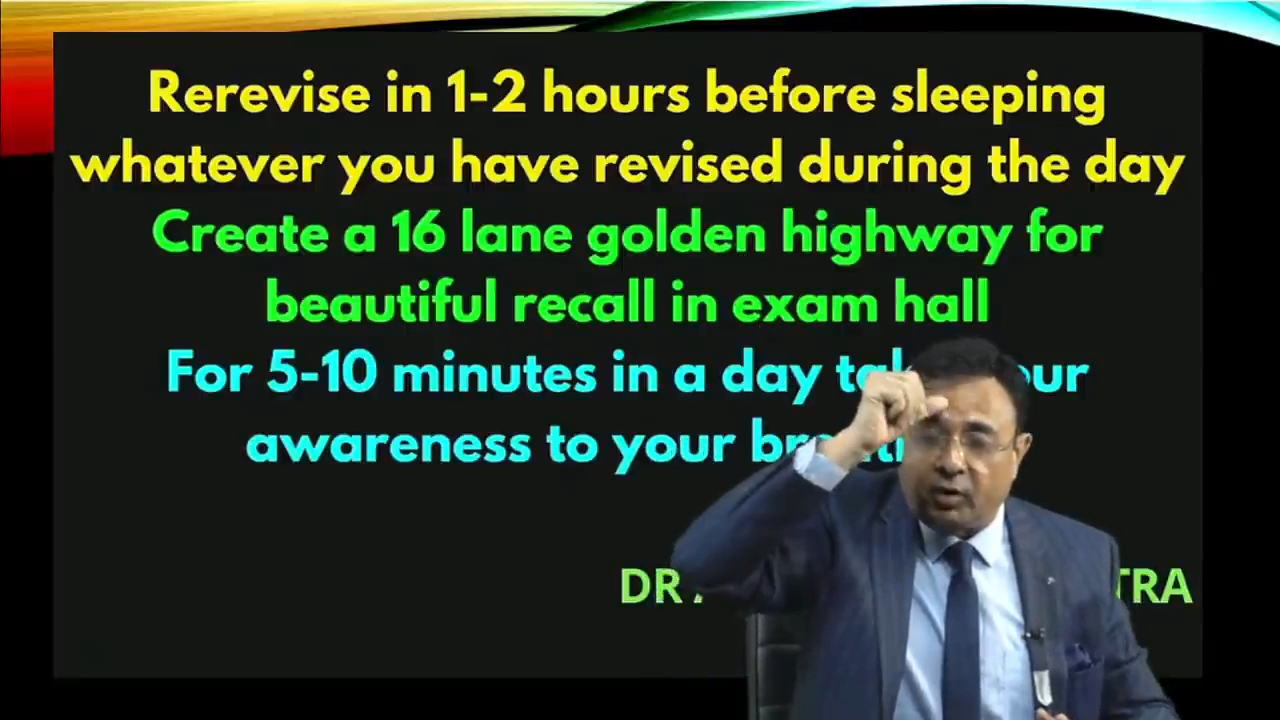 Rerevise in 1-2 hours before sleeping
whatever you have revised during the day
Create a 16 lane golden highway for
beautiful recall in exam hall
For 5-10 minutes in a day
awareness to your
DR